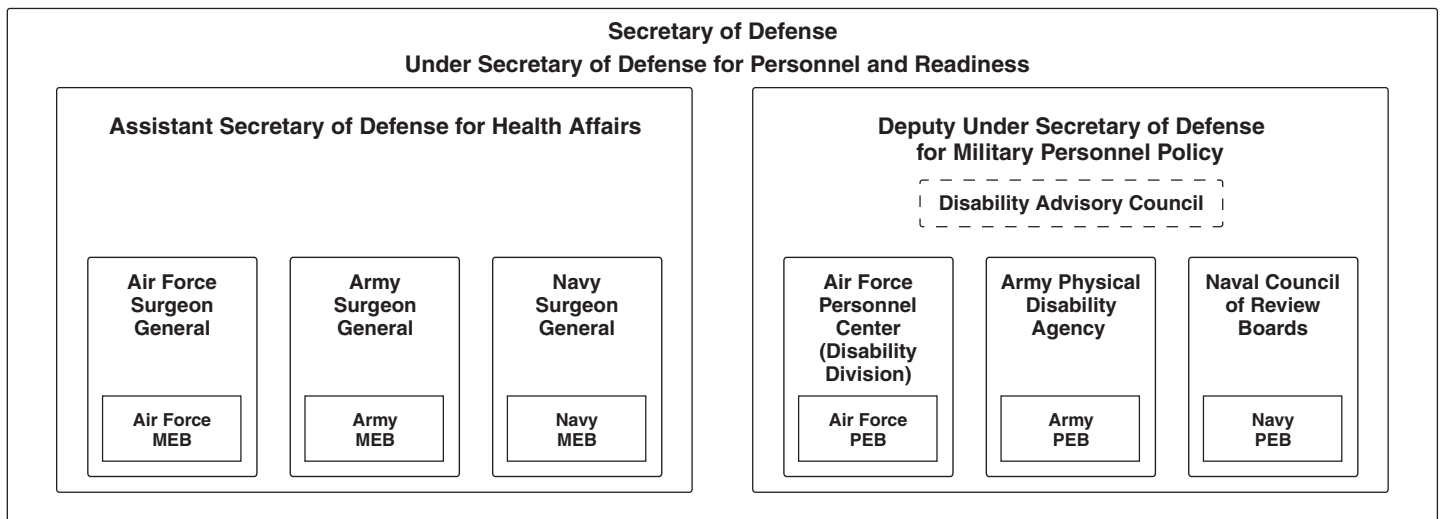 Secretary of Defense
Under Secretary of Defense for Personnel and Readiness
Assistant Secretary of Defense for Health Affairs
Air Force
Surgeon
General
Air Force
MEB
Army
Surgeon
General
Army
MEB
Navy
Surgeon
General
Navy
MEB
Deputy Under Secretary of Defense
for Military Personnel Policy
Disability Advisory Council
Air Force
Personnel
Center
(Disability
Division)
Air Force
PEB
Army Physical
Disability
Agency
Army
PEB
Naval Council
of Review
Boards
Navy
PEB